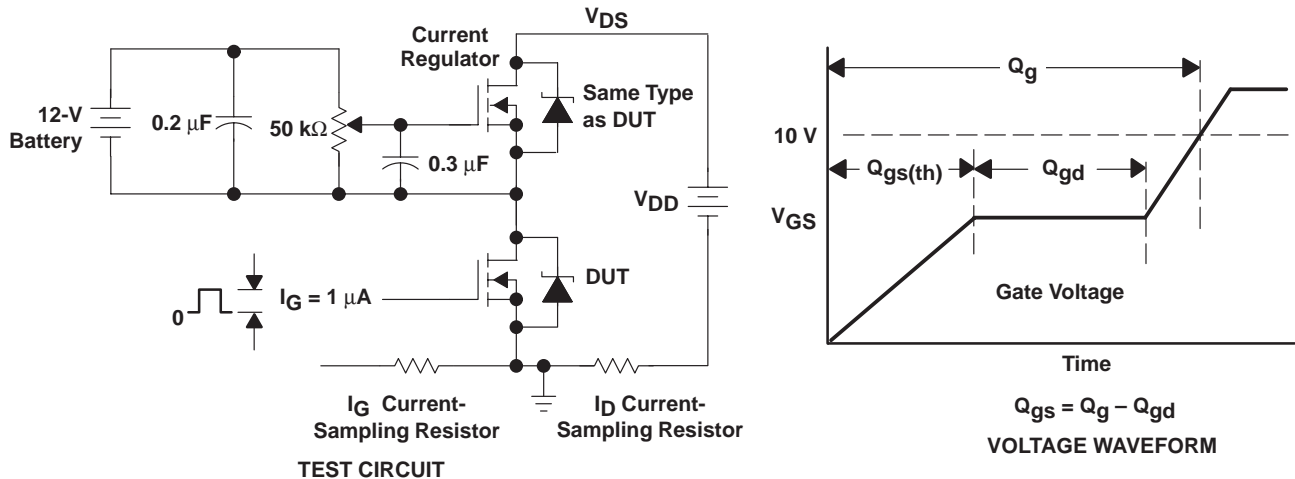 Current
Regulator
VDS
12-V
Battery
0.2 μF
50 kΩ
0.3 μF
Same Type
as DUT
VDD
DUT
0
IG = 1 μA
IG Current-
Sampling Resistor
ID Current-
Sampling Resistor
TEST CIRCUIT
Qg
10 V
Qgs(th)
Qgd
VGS
Gate Voltage
Time
Qgs = Qg – Qgd
VOLTAGE WAVEFORM